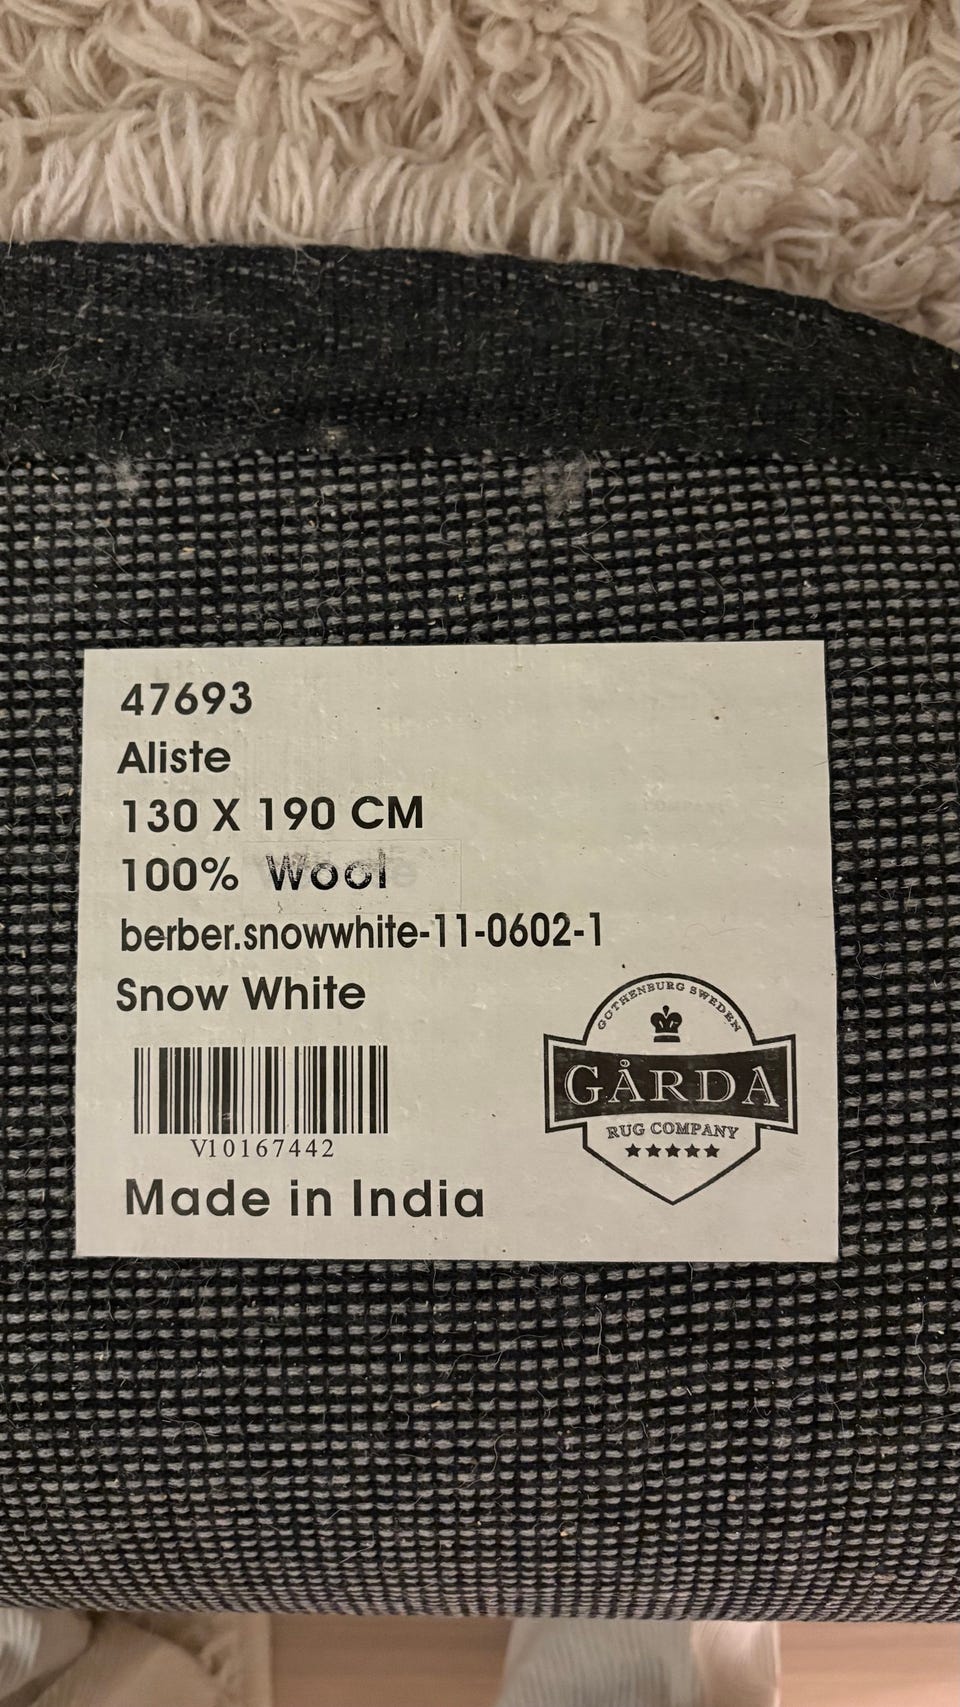 47693
Aliste
130 X 190 CM
100% Wool
berber.snowwhite-11-0602-1
Snow White
V10167442
Made in India
GOTHENBURG SWEDEN
GÅRDA
RUG COMPANY
COMPANY